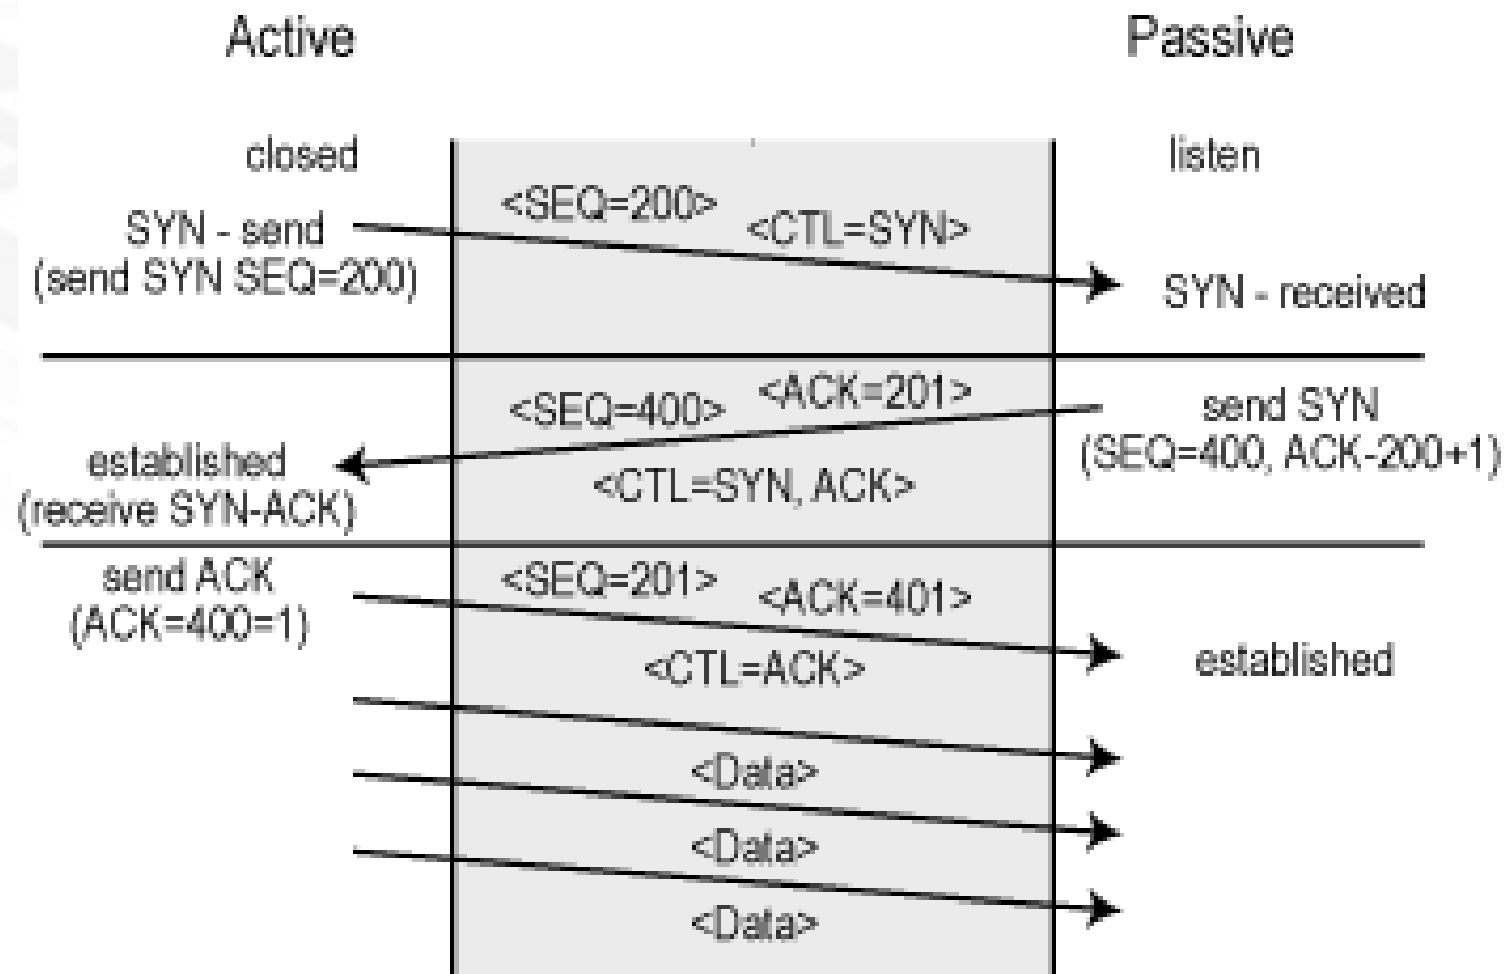 Active
Passive
closed
listen
<SEQ=200>
<CTL=SYN>
SYN - send
(send SYN SEQ=200)
SYN - received
<SEQ=400>
<ACK=201>
send SYN
(SEQ=400, ACK-200+1)
established
(receive SYN-ACK)
<CTL=SYN, ACK>
send ACK
(ACK=400=1)
<SEQ=201>
<ACK=401>
<CTL=ACK>
established
<Data>
<Data>
<Data>